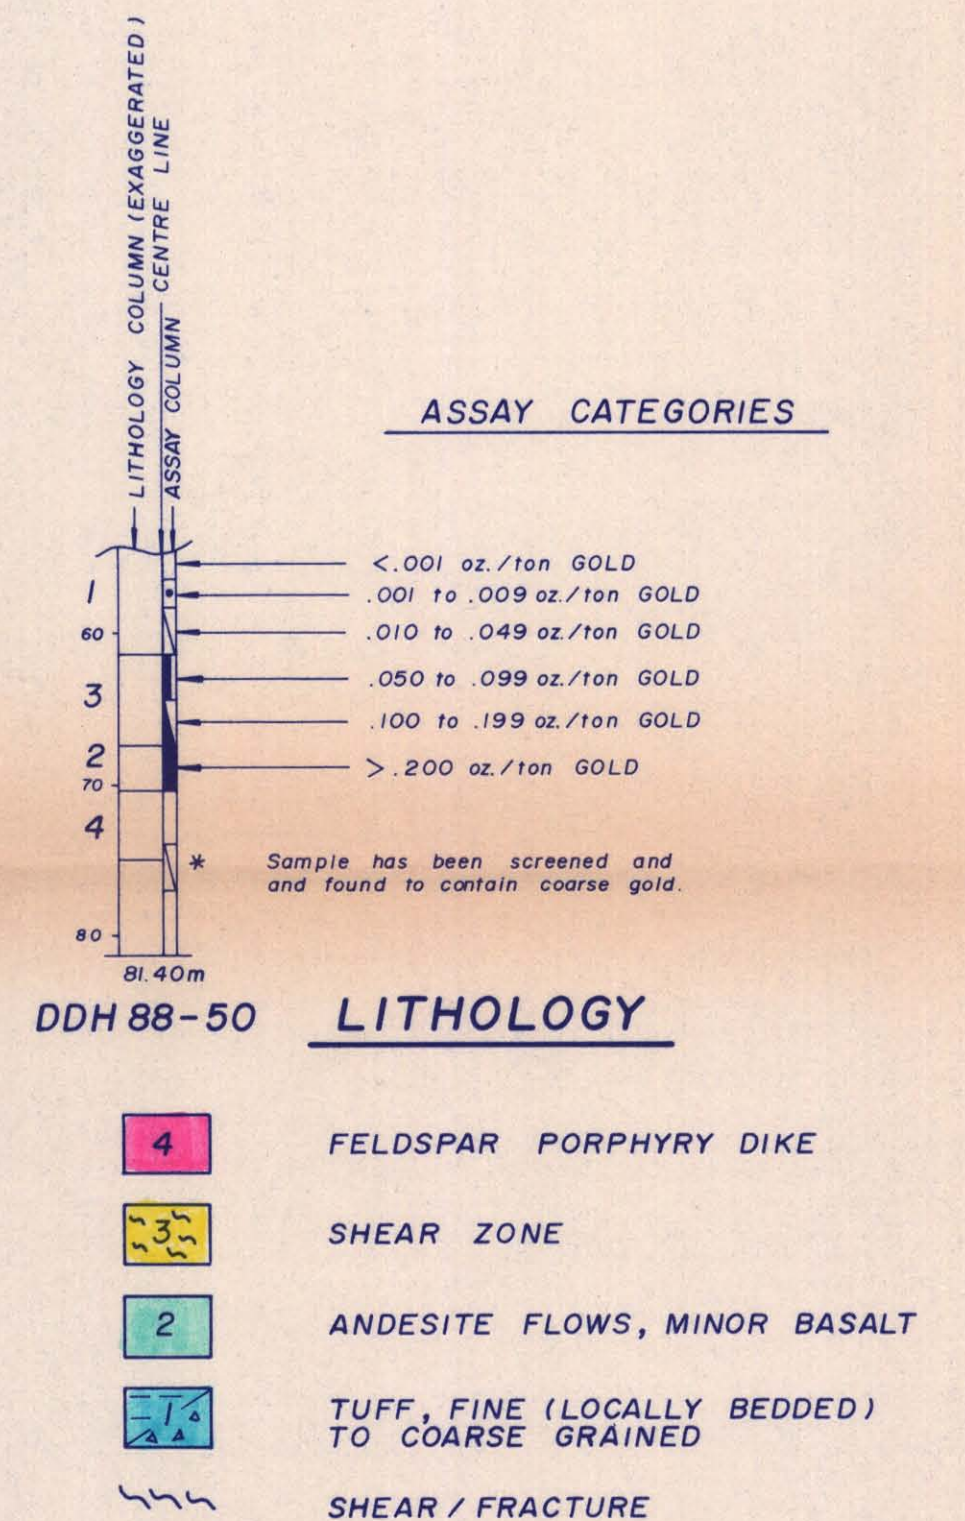 LITHOLOGY COLUMN (EXAGGERATED)
CENTRE LINE
ASSAY COLUMN
ASSAY CATEGORIES
<.001 oz./ton GOLD
1
.001 to .009 oz./ton GOLD
60
.010 to .049 oz./ton GOLD
3
.050 to .099 oz./ton GOLD
.100 to .199 oz./ton GOLD
2
>.200 oz./ton GOLD
70
4
* Sample has been screened and
and found to contain coarse gold.
80
81.40m
DDH 88-50
LITHOLOGY
4 FELDSPAR PORPHYRY DIKE
3 SHEAR ZONE
2 ANDESITE FLOWS, MINOR BASALT
1 TUFF, FINE (LOCALLY BEDDED)
TO COARSE GRAINED
SHEAR / FRACTURE